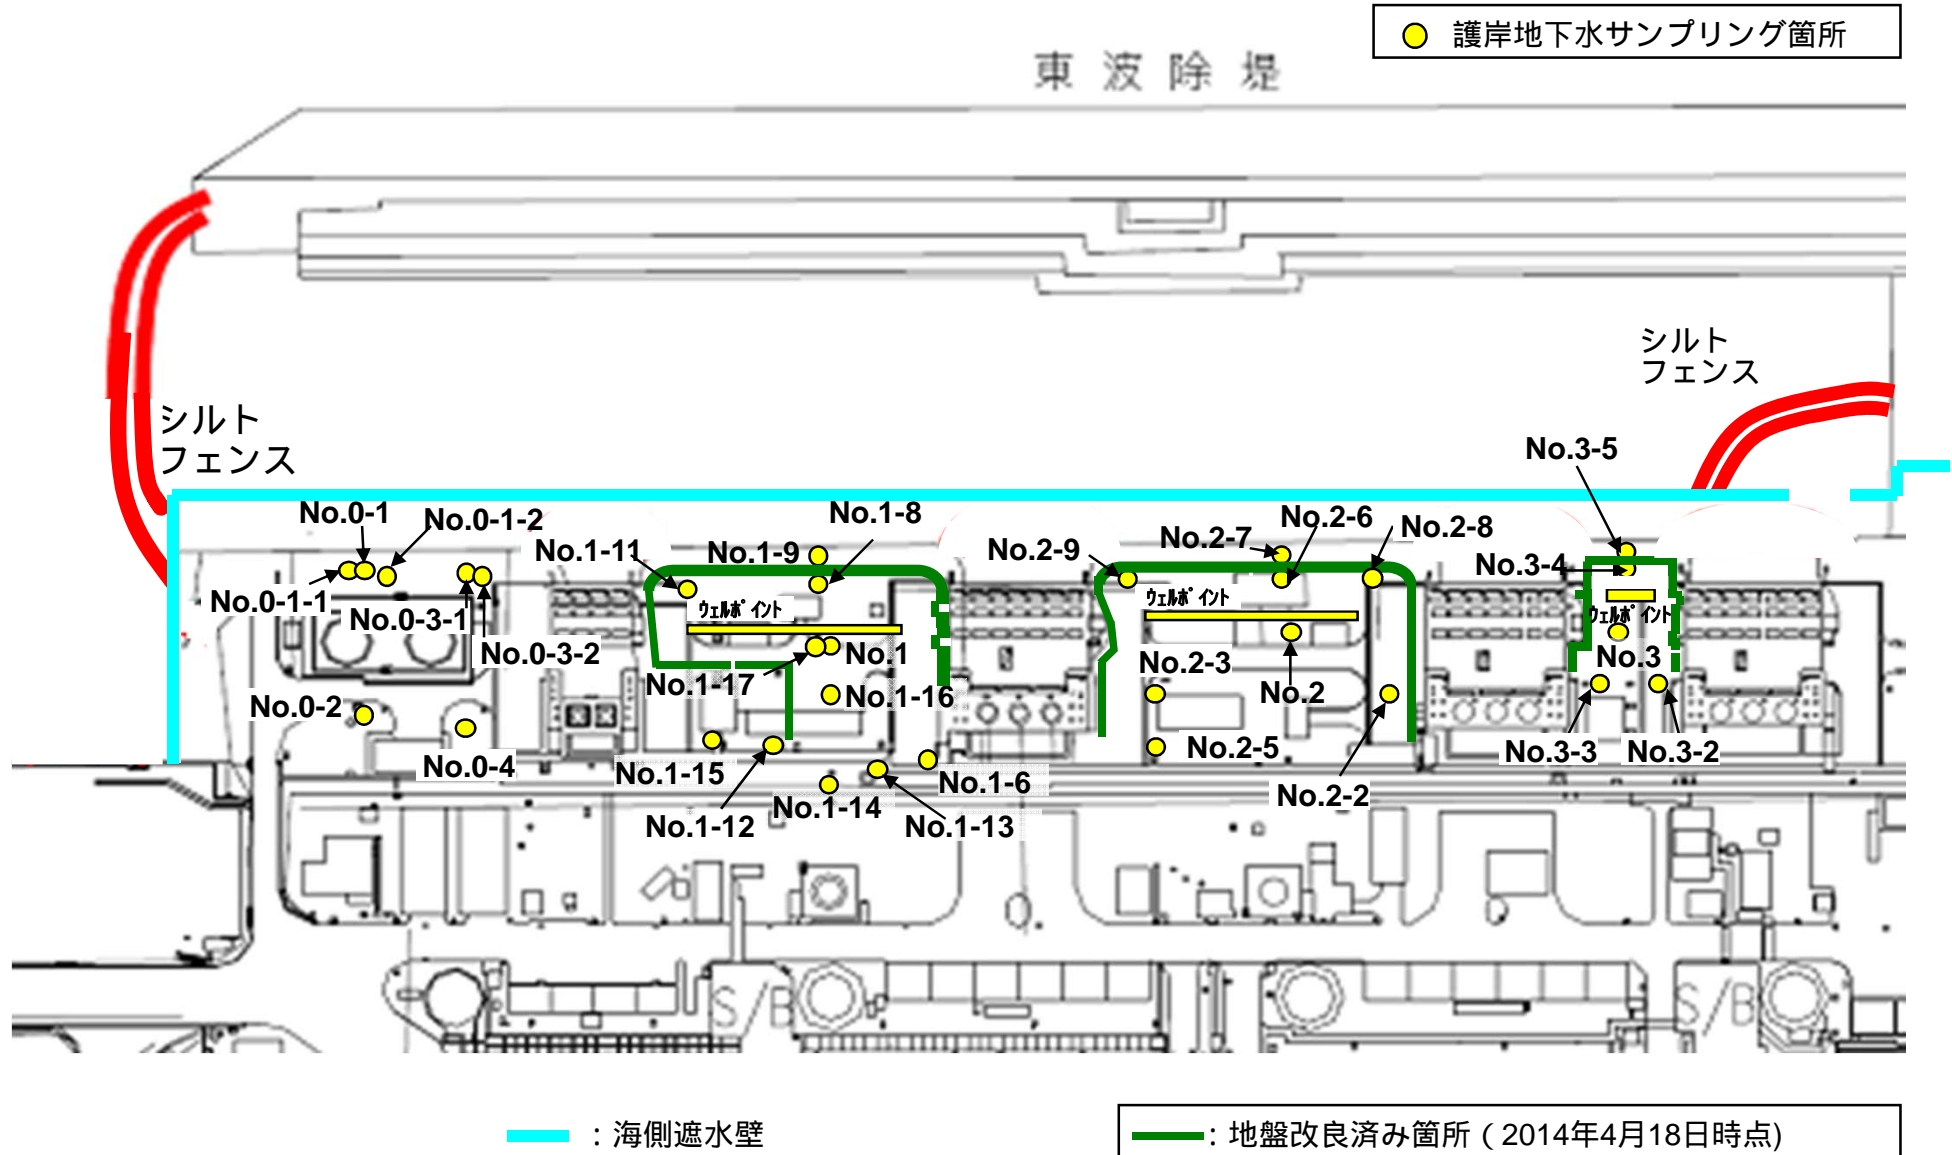 護岸地下水サンプリング箇所
東波除堤
シルト
フェンス
シルト
フェンス
No.3-5
No.0-1
No.0-1-2
No.1-8
No.2-6
No.2-8
No.1-11
No.1-9
No.2-9
No.2-7
No.3-4
No.0-1-1
No.0-3-1
ウェルポイント
ウェルポイント
ウェルポイント
No.0-3-2
No.1
No.2-3
No.3
No.1-17
No.1-16
No.2
No.0-2
No.2-5
No.3-3
No.3-2
No.0-4
No.1-15
No.1-6
No.2-2
No.1-14
No.1-12
No.1-13
S/B
S/B
：海側遮水壁
：地盤改良済み箇所（2014年4月18日時点)